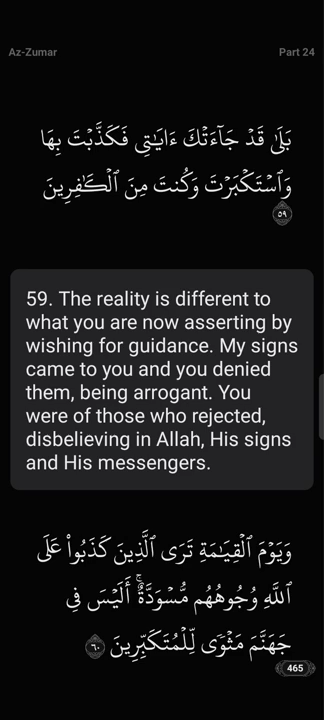 Az-Zumar
Part 24
بَلَىٰ قَدۡ جَآءَتۡكَ ءَايَٰتِي فَكَذَّبۡتَ بِهَا
وَٱسۡتَكۡبَرۡتَ وَكُنتَ مِنَ ٱلۡكَٰفِرِينَ
٥٩
59. The reality is different to
what you are now asserting by
wishing for guidance. My signs
came to you and you denied
them, being arrogant. You
were of those who rejected,
disbelieving in Allah, His signs
and His messengers.
وَيَوۡمَ ٱلۡقِيَٰمَةِ تَرَى ٱلَّذِينَ كَذَبُواْ عَلَى
ٱللَّهِ وُجُوهُهُم مُّسۡوَدَّةٌۚ أَلَيۡسَ فِي
جَهَنَّمَ مَثۡوٗى لِّلۡمُتَكَبِّرِينَ ٦٠
465